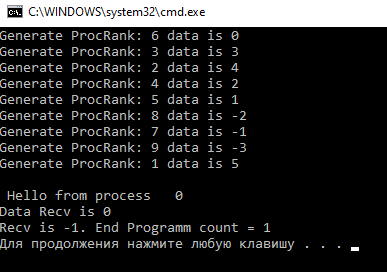 C:\WINDOWS\system32\cmd.exe
Generate ProcRank: 6 data is 0
Generate ProcRank: 3 data is 3
Generate ProcRank: 2 data is 4
Generate ProcRank: 4 data is 2
Generate ProcRank: 5 data is 1
Generate ProcRank: 8 data is -2
Generate ProcRank: 7 data is -1
Generate ProcRank: 9 data is -3
Generate ProcRank: 1 data is 5
Hello from process   0
Data Recv is 0
Recv is -1. End Programm count = 1
Для продолжения нажмите любую клавишу . . .